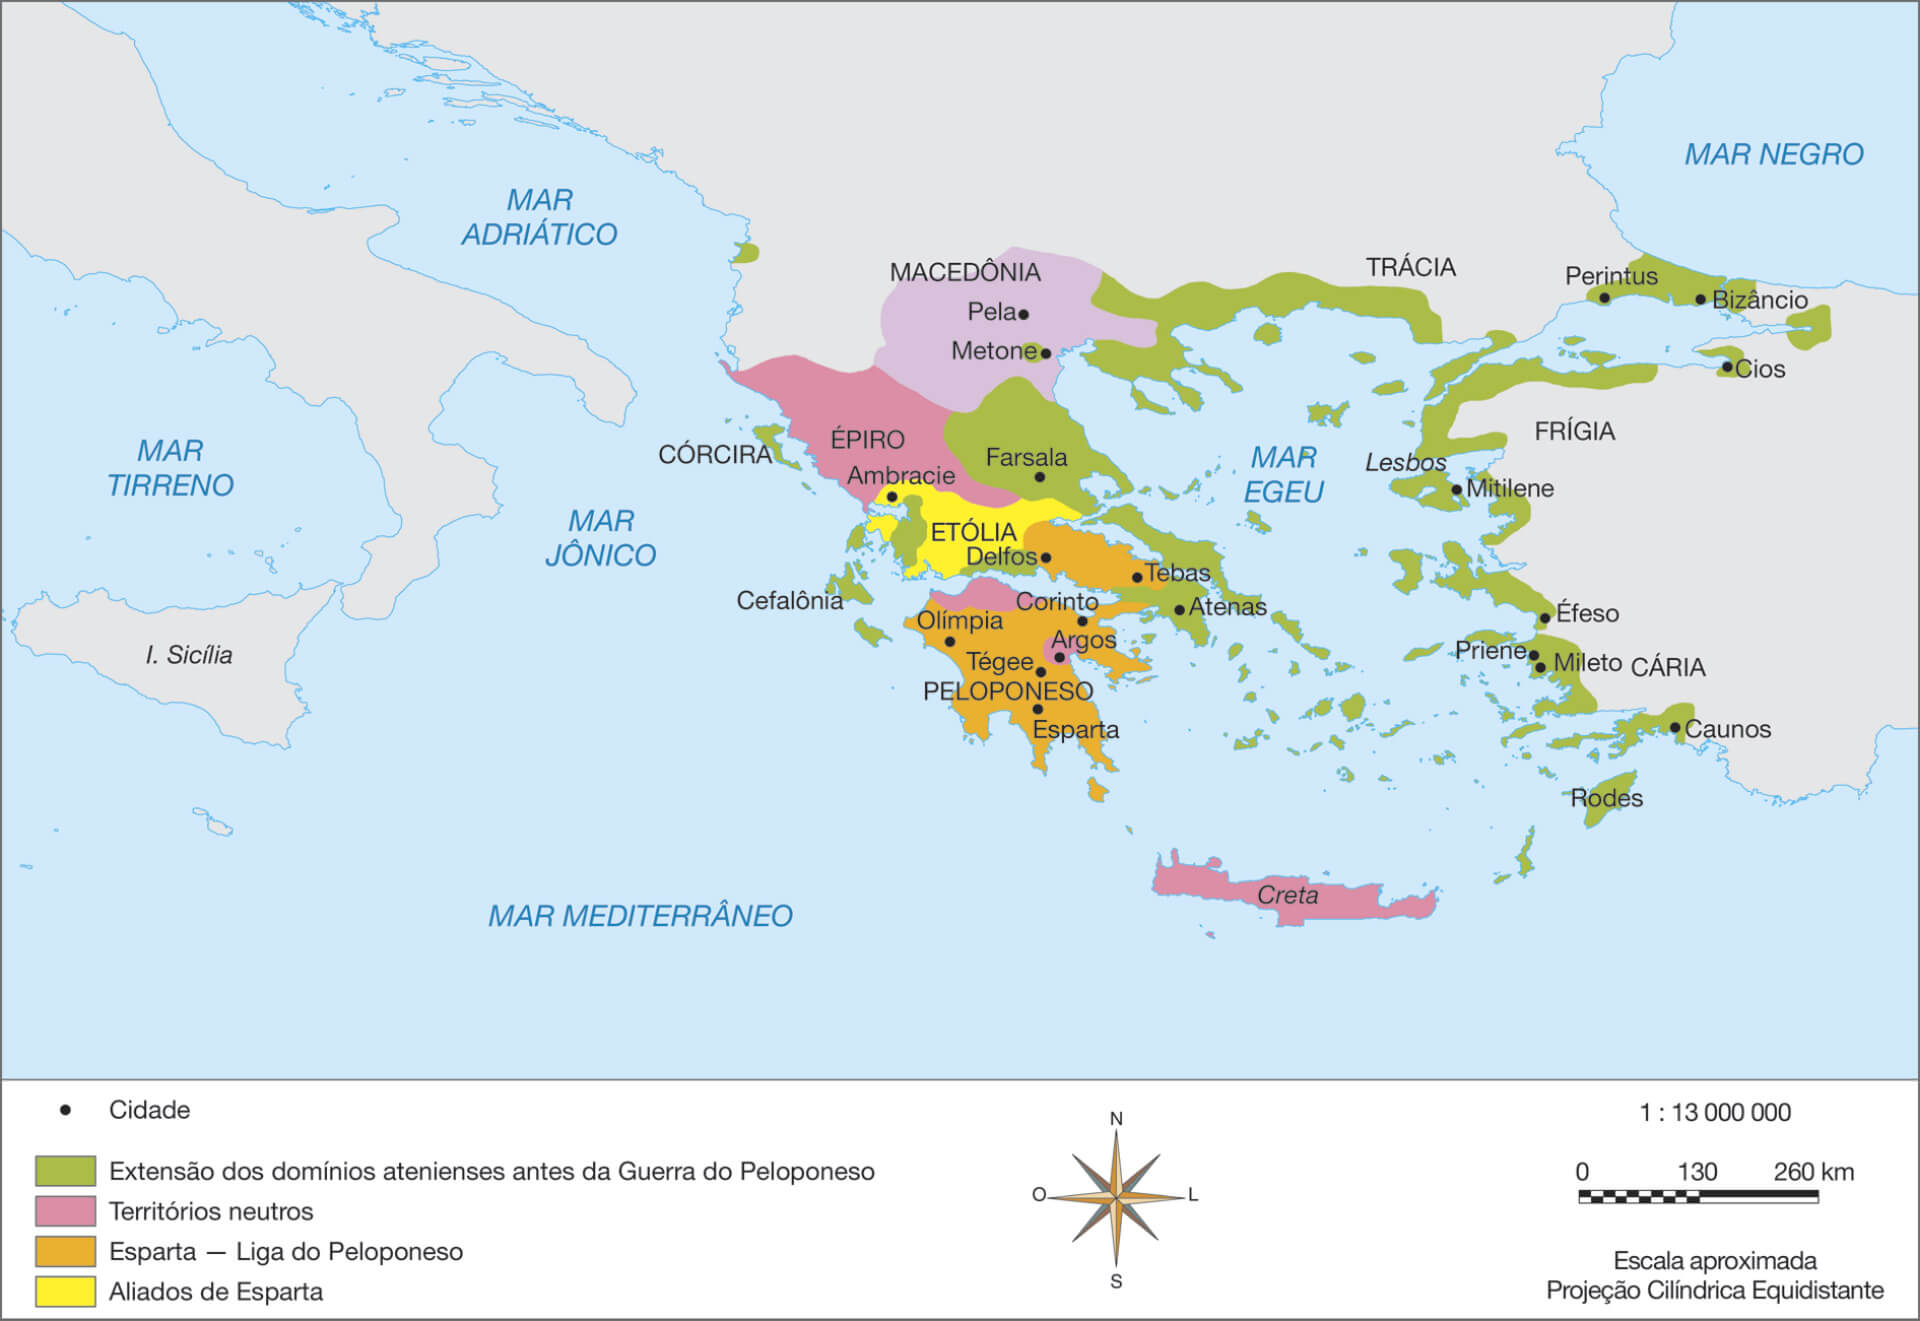 MAR NEGRO
MAR
ADRIÁTICO
MACEDÔNIA
TRÁCIA
Perintus
Bizâncio
Pela
Metone
Cios
FRÍGIA
MAR
TIRRENO
CÓRCIRA
ÉPIRO
Ambracie
Farsala
MAR
EGEU
Lesbos
Mitilene
MAR
JÔNICO
ETÓLIA
Delfos
Tebas
Cefalônia
Corinto
Atenas
Éfeso
Olímpia
Argos
I. Sicília
Tégee
Priene
Mileto
CÁRIA
PELOPONESO
Esparta
Caunos
Rodes
Creta
MAR MEDITERRÂNEO
Cidade
Extensão dos domínios atenienses antes da Guerra do Peloponeso
Territórios neutros
Esparta — Liga do Peloponeso
Aliados de Esparta
N
O
L
S
1 : 13 000 000
0 130 260 km
Escala aproximada
Projeção Cilíndrica Equidistante